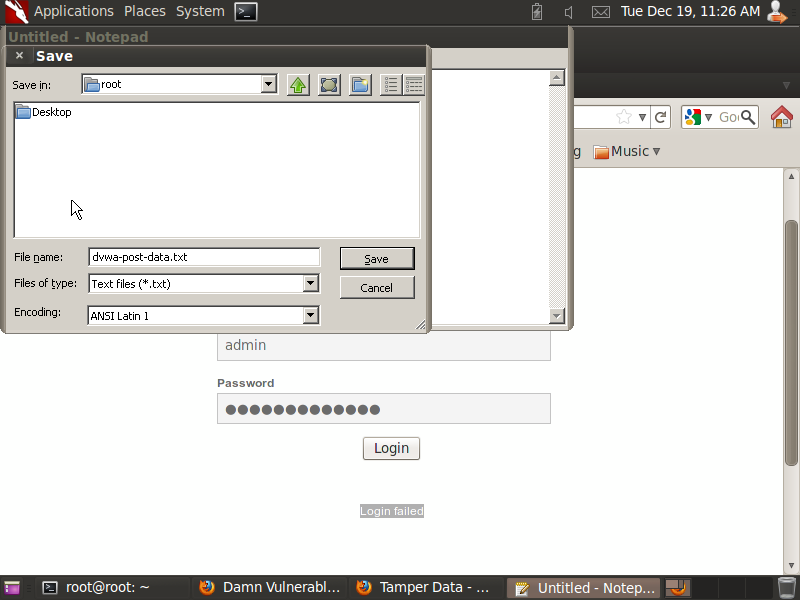 Applications Places System Tue Dec 19, 11:26 AM
Untitled - Notepad
Save
Save in: root
Desktop
File name: dvwa-post-data.txt Save
Files of type: Text files (*.txt) Cancel
Encoding: ANSI Latin 1
g Music
admin
Password
Login
Login failed
root@root: ~ Damn Vulnerabl... Tamper Data - ... Untitled - Notep...